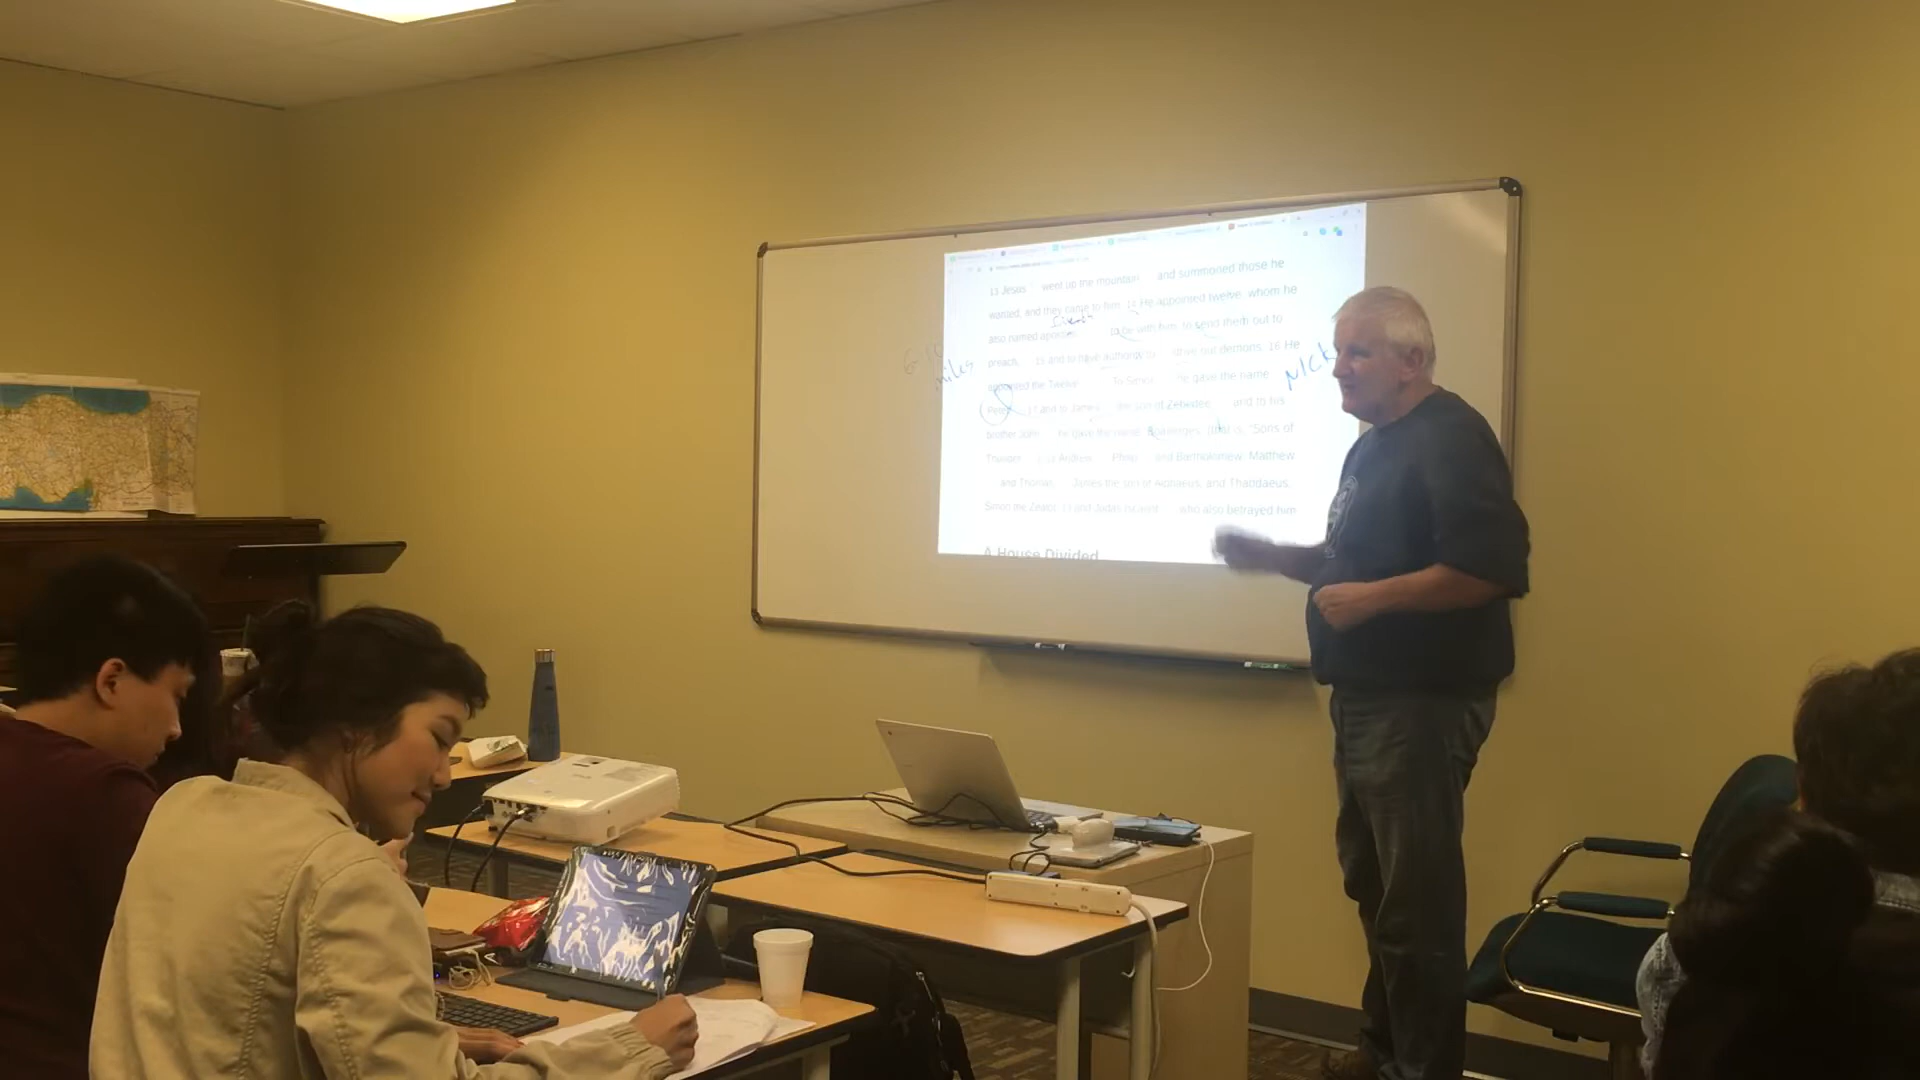 13 Jesus went up the mountain and summoned those he
wanted, and they came to him. 14 He appointed twelve, whom he
also named apostles to be with him, to send them out to
preach, 15 and to have authority to drive out demons. 16 He
appointed the Twelve To Simon he gave the name
Peter 17 and to James the son of Zebedee and to his
brother John he gave the name Boanerges (that is, "Sons of
Thunder 18 Andrew Philip and Bartholomew; Matthew
and Thomas James the son of Alphaeus, and Thaddaeus;
Simon the Zealot, 19 and Judas Iscariot who also betrayed him
A House Divided
miles
NICK